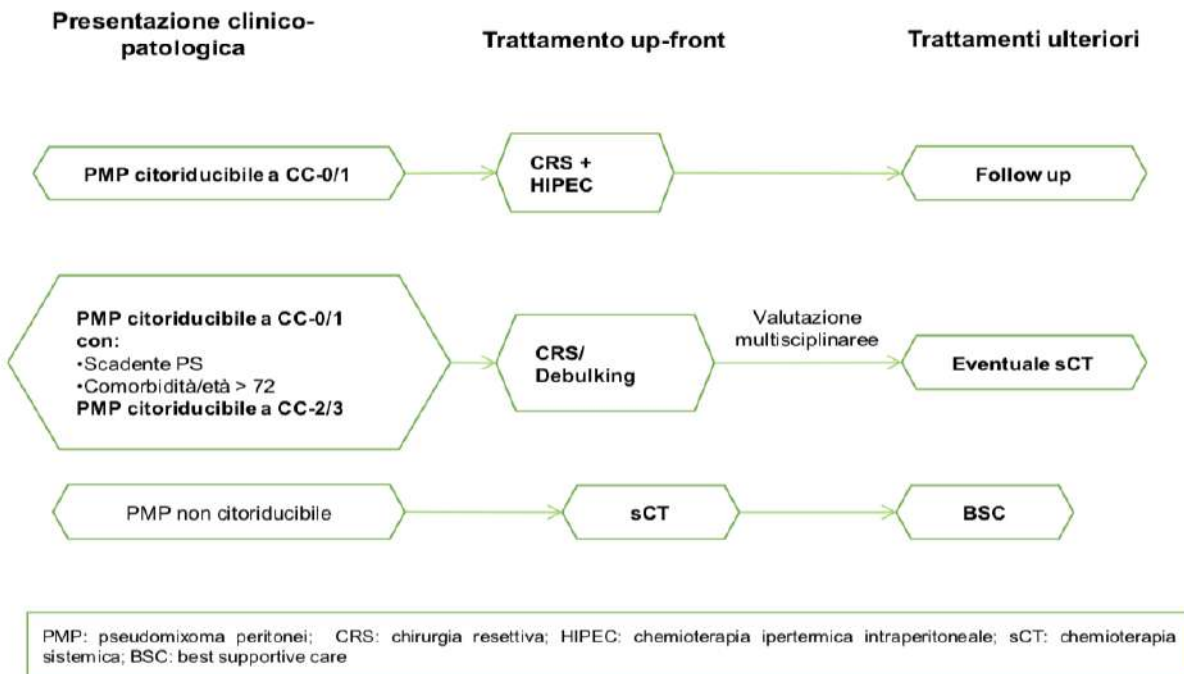 Presentazione clinico-
patologica
Trattamento up-front
Trattamenti ulteriori
PMP citoriducibile a CC-0/1
CRS +
HIPEC
Follow up
PMP citoriducibile a CC-0/1
con:
•Scadente PS
•Comorbidità/età > 72
PMP citoriducibile a CC-2/3
CRS/
Debulking
Valutazione
multisciplinaree
Eventuale sCT
PMP non citoriducibile
sCT
BSC
PMP: pseudomixoma peritonei; CRS: chirurgia resettiva; HIPEC: chemioterapia ipertermica intraperitoneale; sCT: chemioterapia
sistemica; BSC: best supportive care